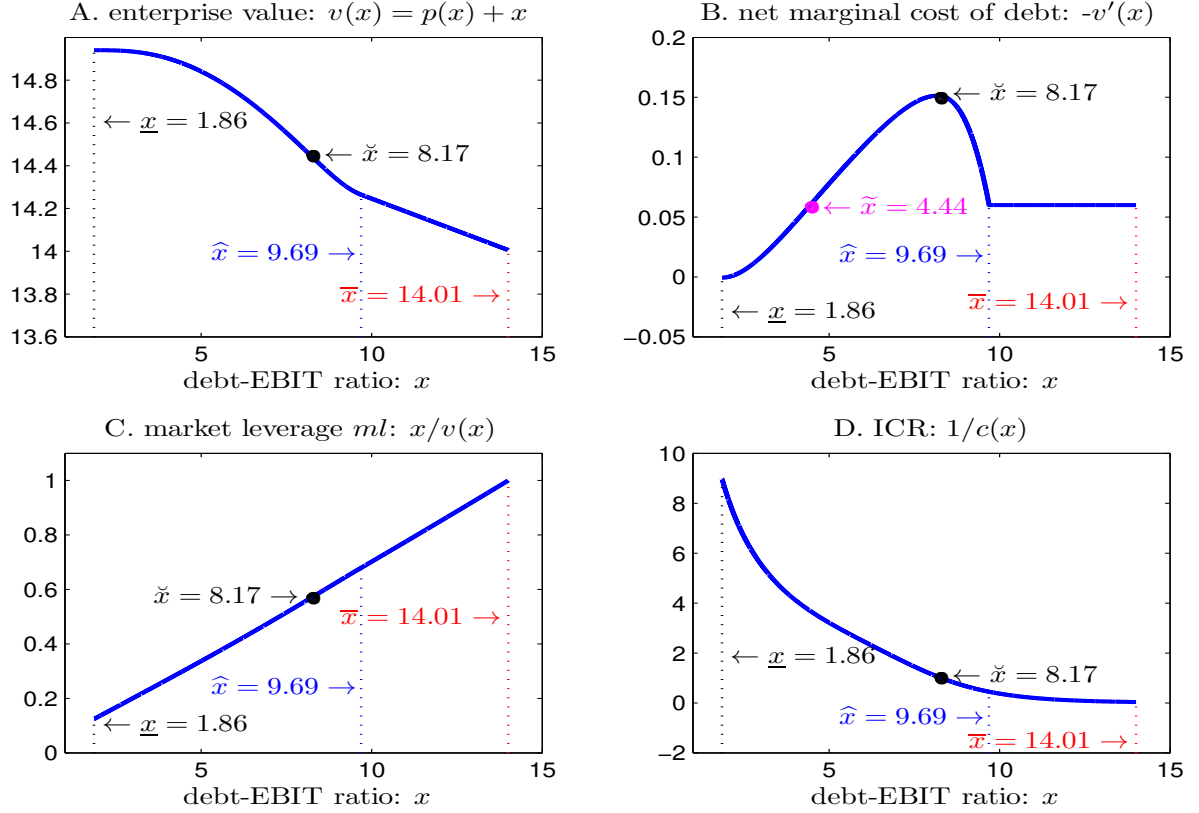 A. enterprise value: v(x) = p(x) + x
14.8
14.6
14.4
14.2
14
13.8
13.6
← x̲ = 1.86
← x̆ = 8.17
x̂ = 9.69 →
x̅ = 14.01 →
5 10 15
debt-EBIT ratio: x
B. net marginal cost of debt: -v′(x)
0.2
0.15
0.1
0.05
0
−0.05
← x̆ = 8.17
← x̃ = 4.44
x̂ = 9.69 →
x̅ = 14.01 →
← x̲ = 1.86
5 10 15
debt-EBIT ratio: x
C. market leverage ml: x/v(x)
1
0.8
0.6
0.4
0.2
0
x̆ = 8.17 →
x̅ = 14.01 →
x̂ = 9.69 →
← x̲ = 1.86
5 10 15
debt-EBIT ratio: x
D. ICR: 1/c(x)
10
8
6
4
2
0
−2
← x̲ = 1.86
← x̆ = 8.17
x̂ = 9.69 →
x̅ = 14.01 →
5 10 15
debt-EBIT ratio: x